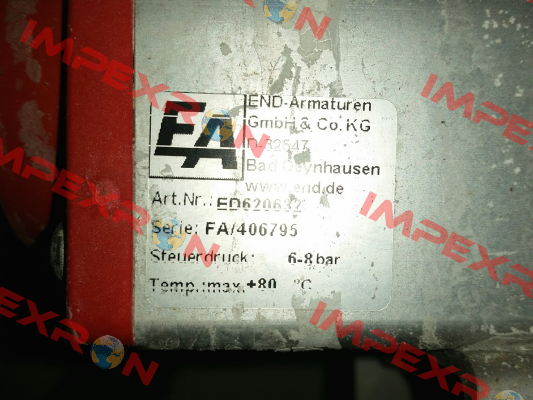 EA
END-Armaturen
GmbH & Co. KG
D-32547
Bad Oeynhausen
www.end.de
Art.Nr.: ED620632
Serie: FA/406795
Steuerdruck: 6-8 bar
Temp.:max.+80 °C
IMPEXRON
IMPEXRON
IMPEXRON
IMPEXRON
IMPEXRON
IMPEXRON